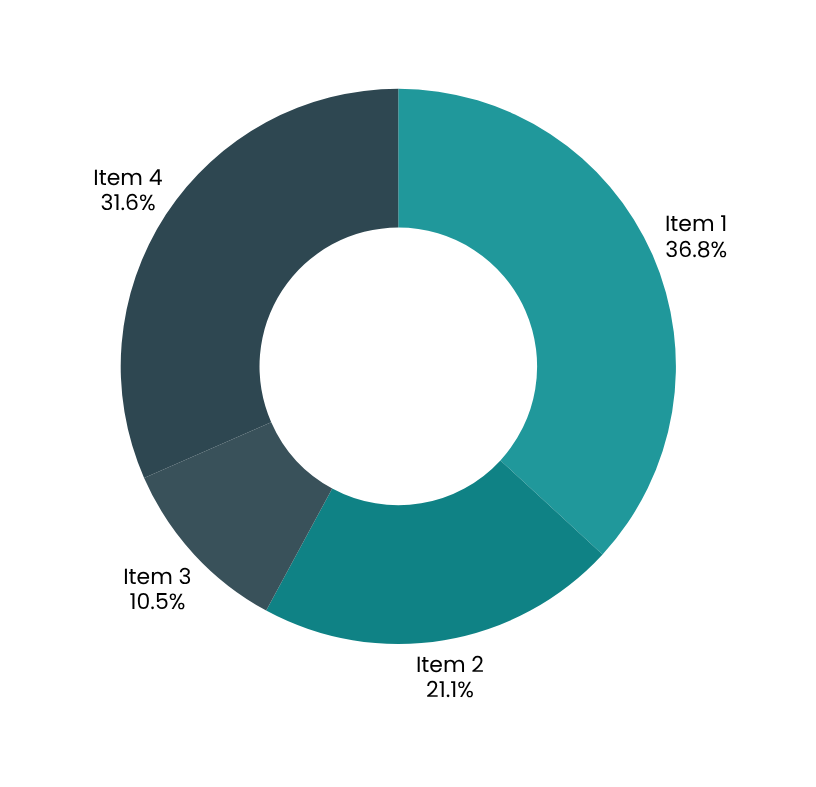 Item 4
31.6%
Item 1
36.8%
Item 3
10.5%
Item 2
21.1%